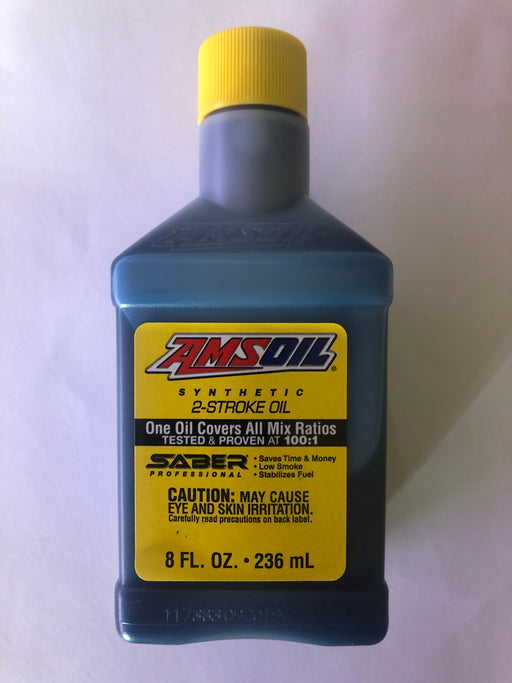 AMSOIL
AMSOIL®
SYNTHETIC
2-STROKE OIL
One Oil Covers All Mix Ratios
TESTED & PROVEN AT 100:1
SABER®
PROFESSIONAL
• Saves Time & Money
• Low Smoke
• Stabilizes Fuel
CAUTION: MAY CAUSE
EYE AND SKIN IRRITATION.
Carefully read precautions on back label.
8 FL. OZ. • 236 mL